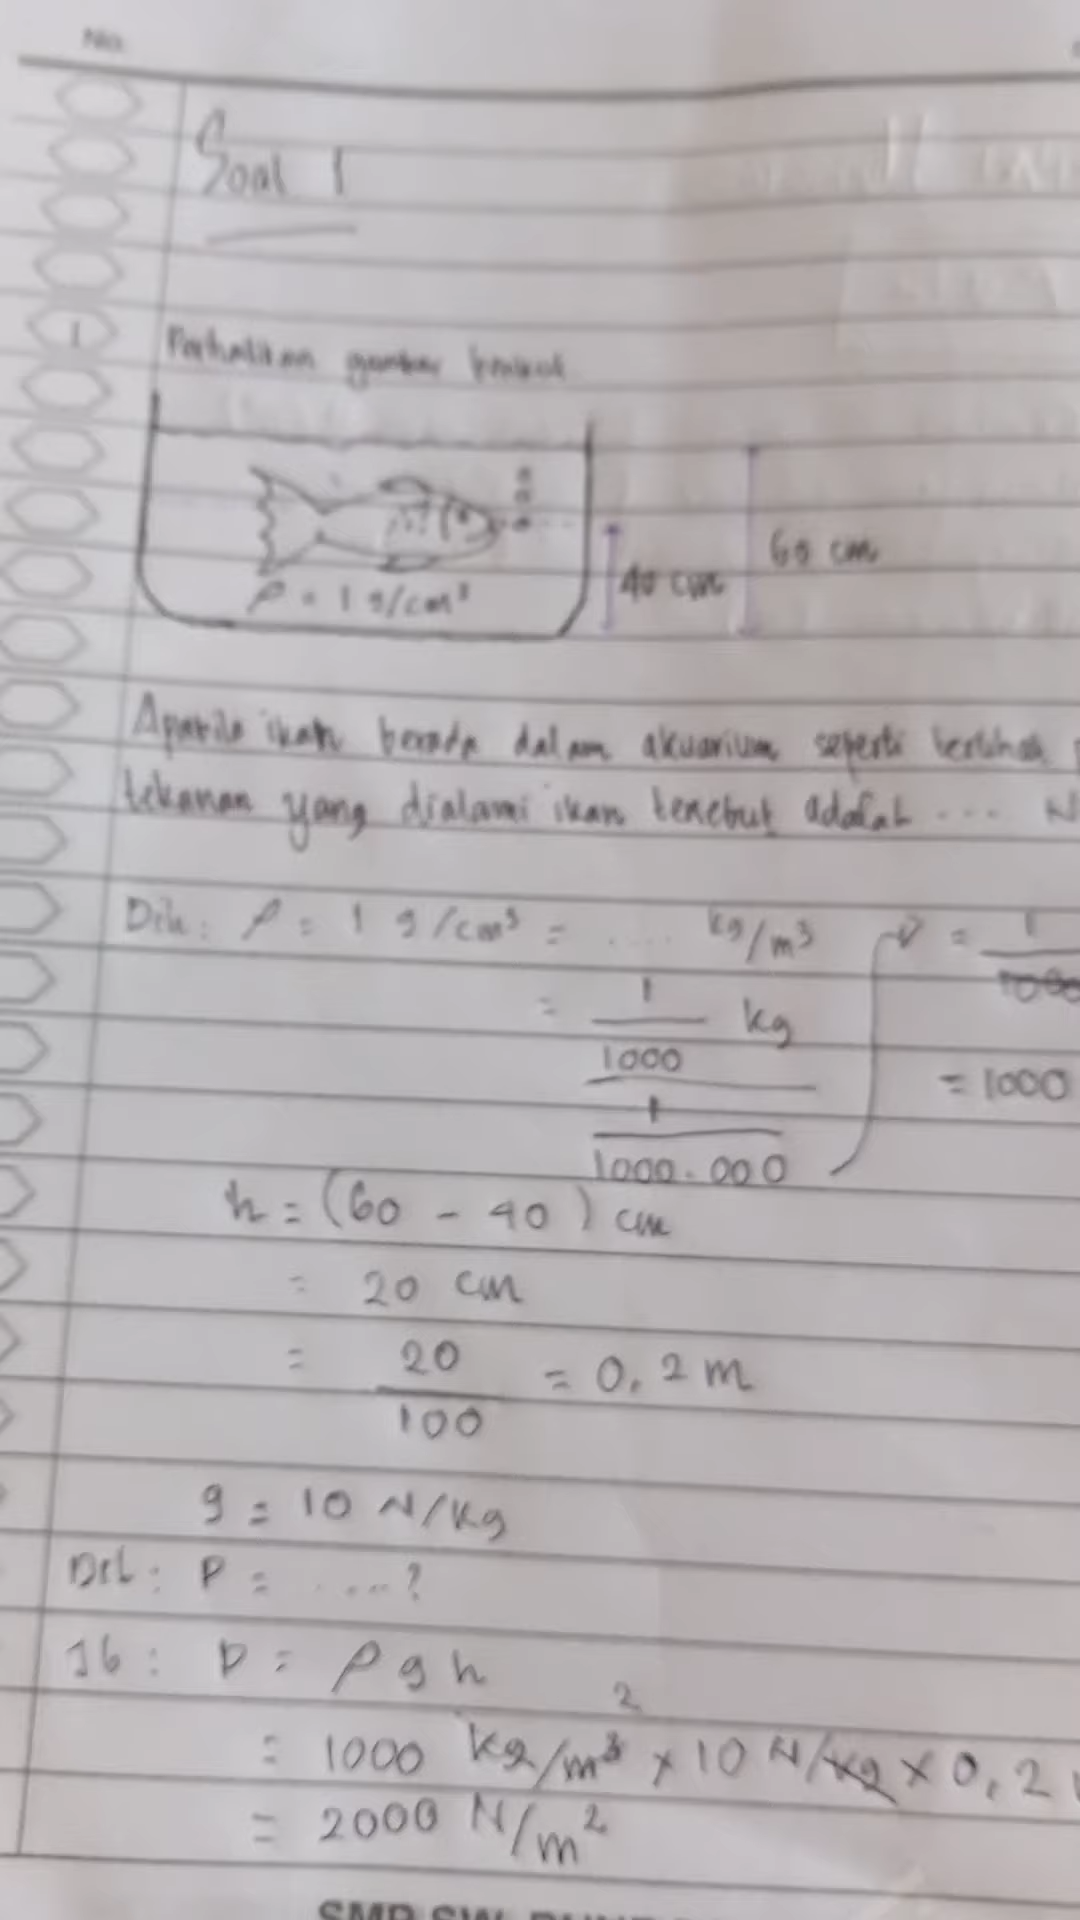 No.
Soal 1
1
Perhatikan gambar berikut
ρ = 1 g/cm³
40 cm
60 cm
Apabila ikan berada dalam akuarium seperti terlihat
tekanan yang dialami ikan tersebut adalah .... N
Dik: ρ = 1 g/cm³ = .... kg/m³
= 1/1000 kg
1/1000.000
= 1
= 1000
h = (60 - 40) cm
= 20 cm
= 20/100 = 0,2 m
g = 10 N/kg
Dit: P = ....?
Jb: P = ρ g h
= 1000 kg/m³ x 10 N/kg x 0,2
2
= 2000 N/m²